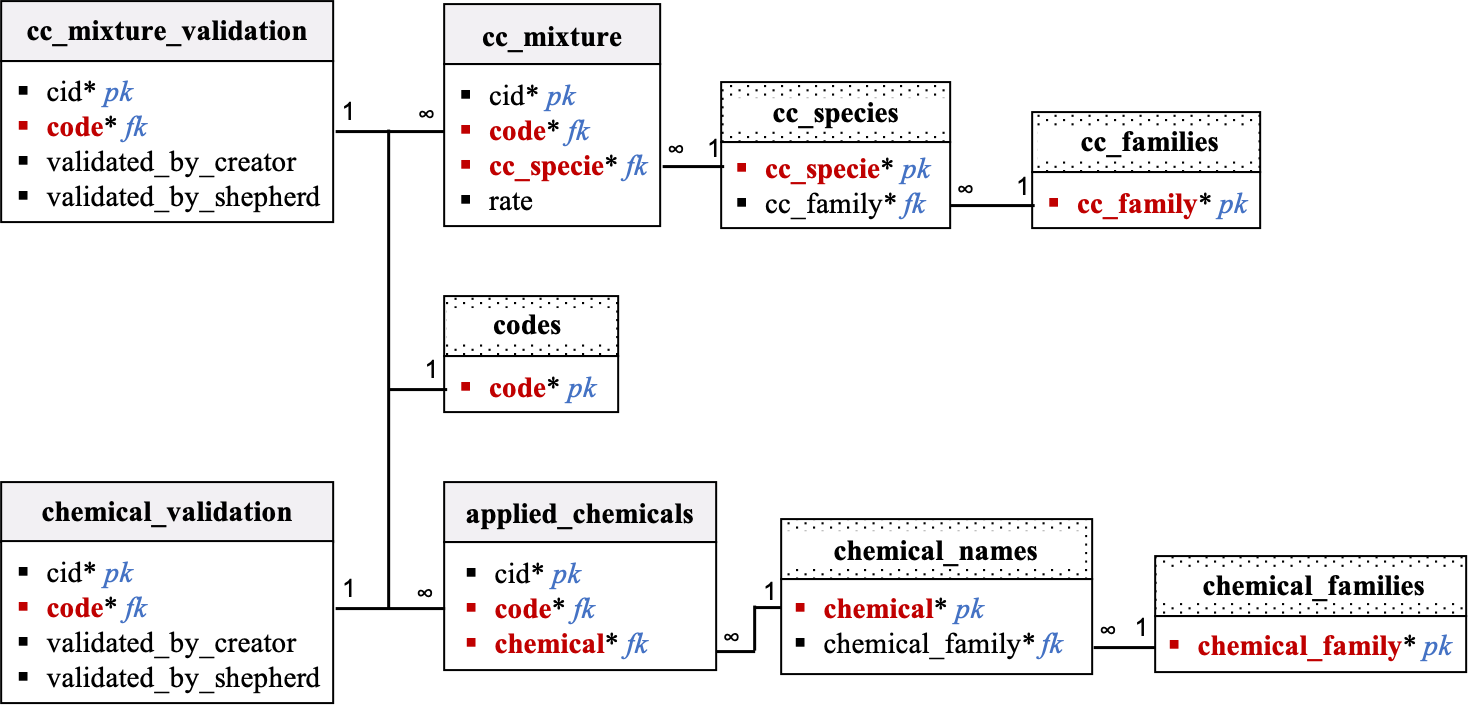 cc_mixture_validation
cid* pk
code* fk
validated_by_creator
validated_by_shepherd
1
∞
cc_mixture
cid* pk
code* fk
cc_specie* fk
rate
∞
1
cc_species
cc_specie* pk
cc_family* fk
∞
1
cc_families
cc_family* pk
codes
1
code* pk
chemical_validation
cid* pk
code* fk
validated_by_creator
validated_by_shepherd
1
∞
applied_chemicals
cid* pk
code* fk
chemical* fk
∞
1
chemical_names
chemical* pk
chemical_family* fk
∞
1
chemical_families
chemical_family* pk